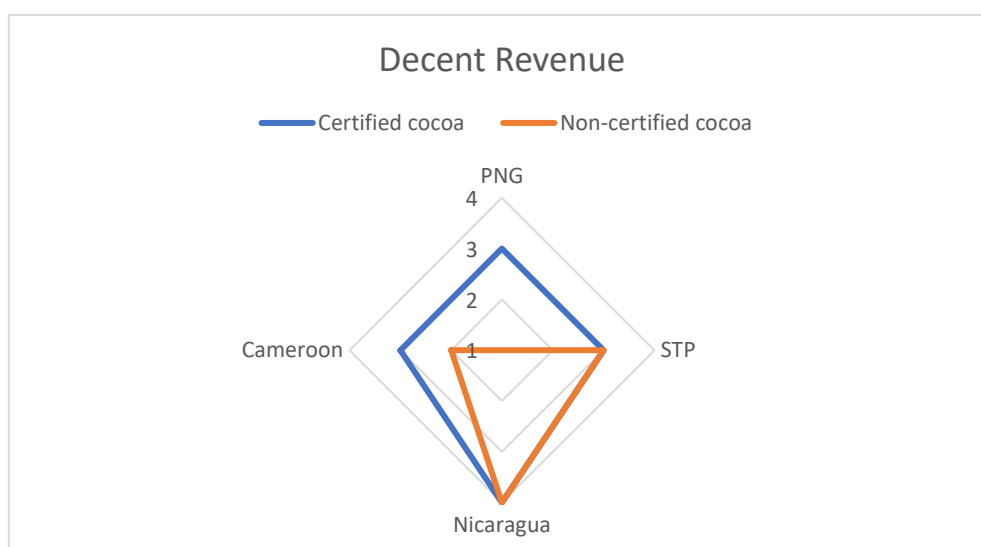 Decent Revenue
Certified cocoa Non-certified cocoa
PNG
4
3
2
Cameroon 1 STP
Nicaragua